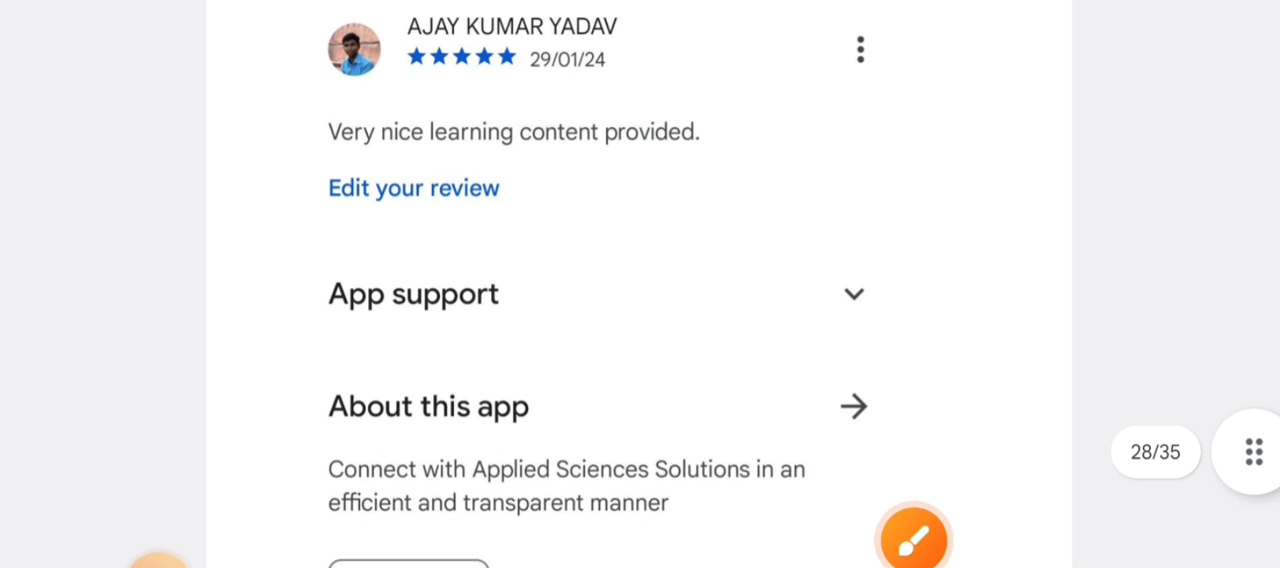 AJAY KUMAR YADAV
29/01/24
Very nice learning content provided.
Edit your review
App support
About this app
Connect with Applied Sciences Solutions in an
efficient and transparent manner
28/35